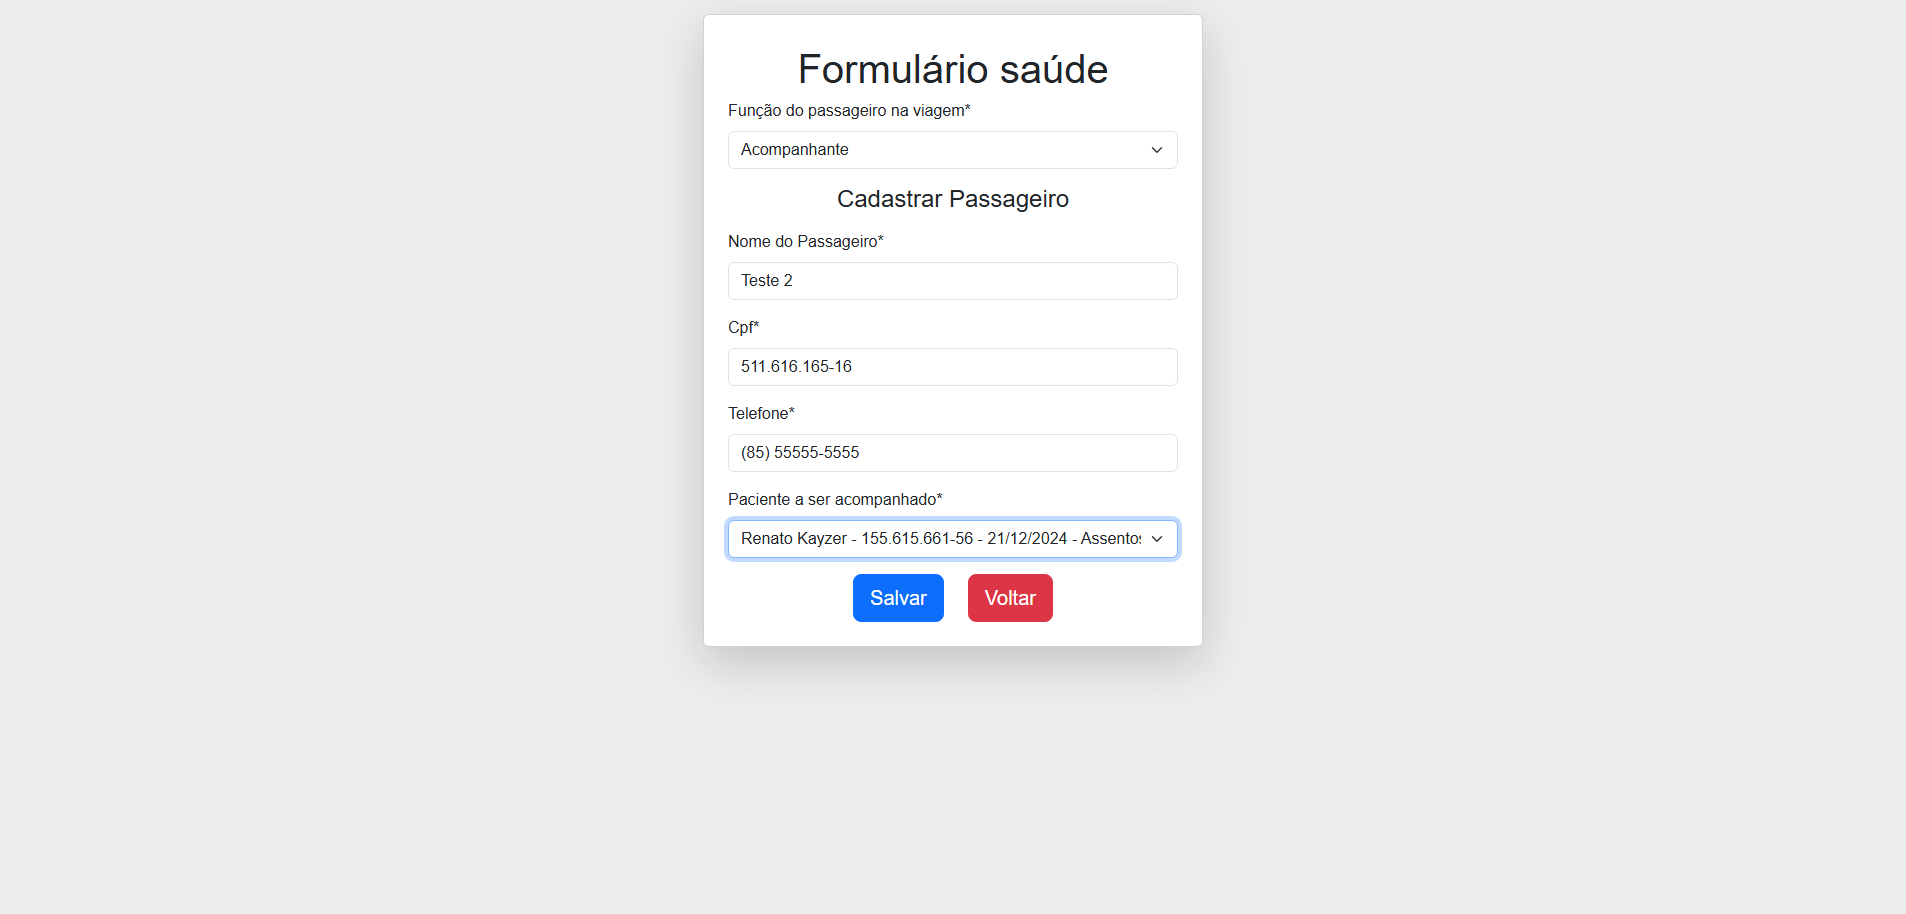 Formulário saúde
Função do passageiro na viagem*
Acompanhante
Cadastrar Passageiro
Nome do Passageiro*
Teste 2
Cpf*
511.616.165-16
Telefone*
(85) 55555-5555
Paciente a ser acompanhado*
Renato Kayzer - 155.615.661-56 - 21/12/2024 - Assentos
Salvar
Voltar